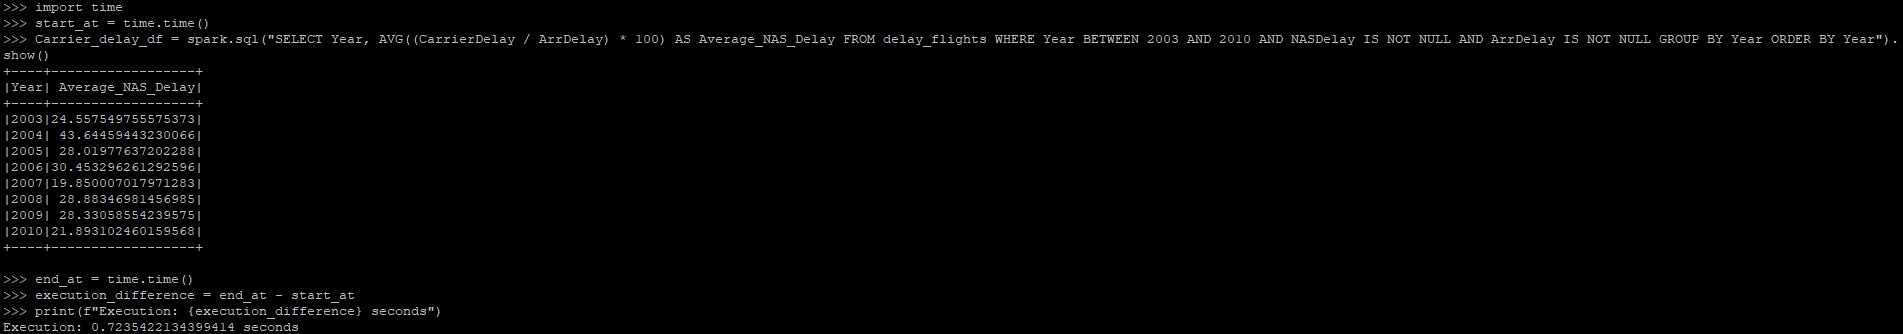 >>> import time
>>> start_at = time.time()
>>> Carrier_delay_df = spark.sql("SELECT Year, AVG((CarrierDelay / ArrDelay) * 100) AS Average_NAS_Delay FROM delay_flights WHERE Year BETWEEN 2003 AND 2010 AND NASDelay IS NOT NULL AND ArrDelay IS NOT NULL GROUP BY Year ORDER BY Year").
show()
+----+------------------+
|Year| Average_NAS_Delay|
+----+------------------+
|2003|24.557549755575373|
|2004| 43.64459443230066|
|2005| 28.01977637202288|
|2006|30.453296261292596|
|2007|19.850007017971283|
|2008| 28.88346981456985|
|2009| 28.33058554239575|
|2010|21.893102460159568|
+----+------------------+
>>> end_at = time.time()
>>> execution_difference = end_at - start_at
>>> print(f"Execution: {execution_difference} seconds")
Execution: 0.7235422134399414 seconds